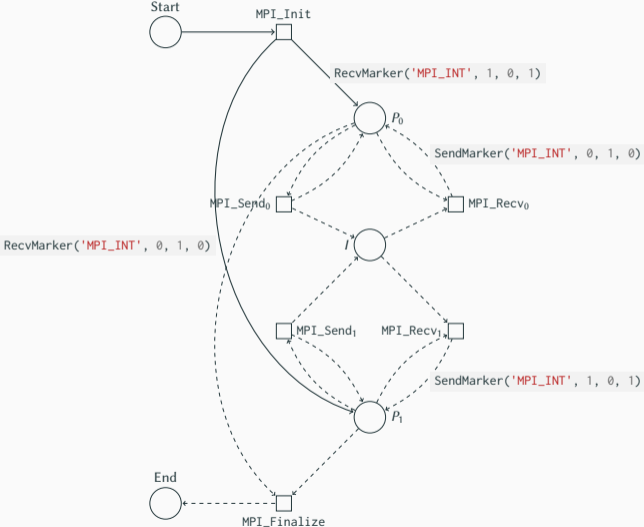 Start
MPI_Init
RecvMarker('MPI_INT', 1, 0, 1)
P₀
SendMarker('MPI_INT', 0, 1, 0)
MPI_Send₀
MPI_Recv₀
RecvMarker('MPI_INT', 0, 1, 0)
I
MPI_Send₁
MPI_Recv₁
SendMarker('MPI_INT', 1, 0, 1)
P₁
End
MPI_Finalize